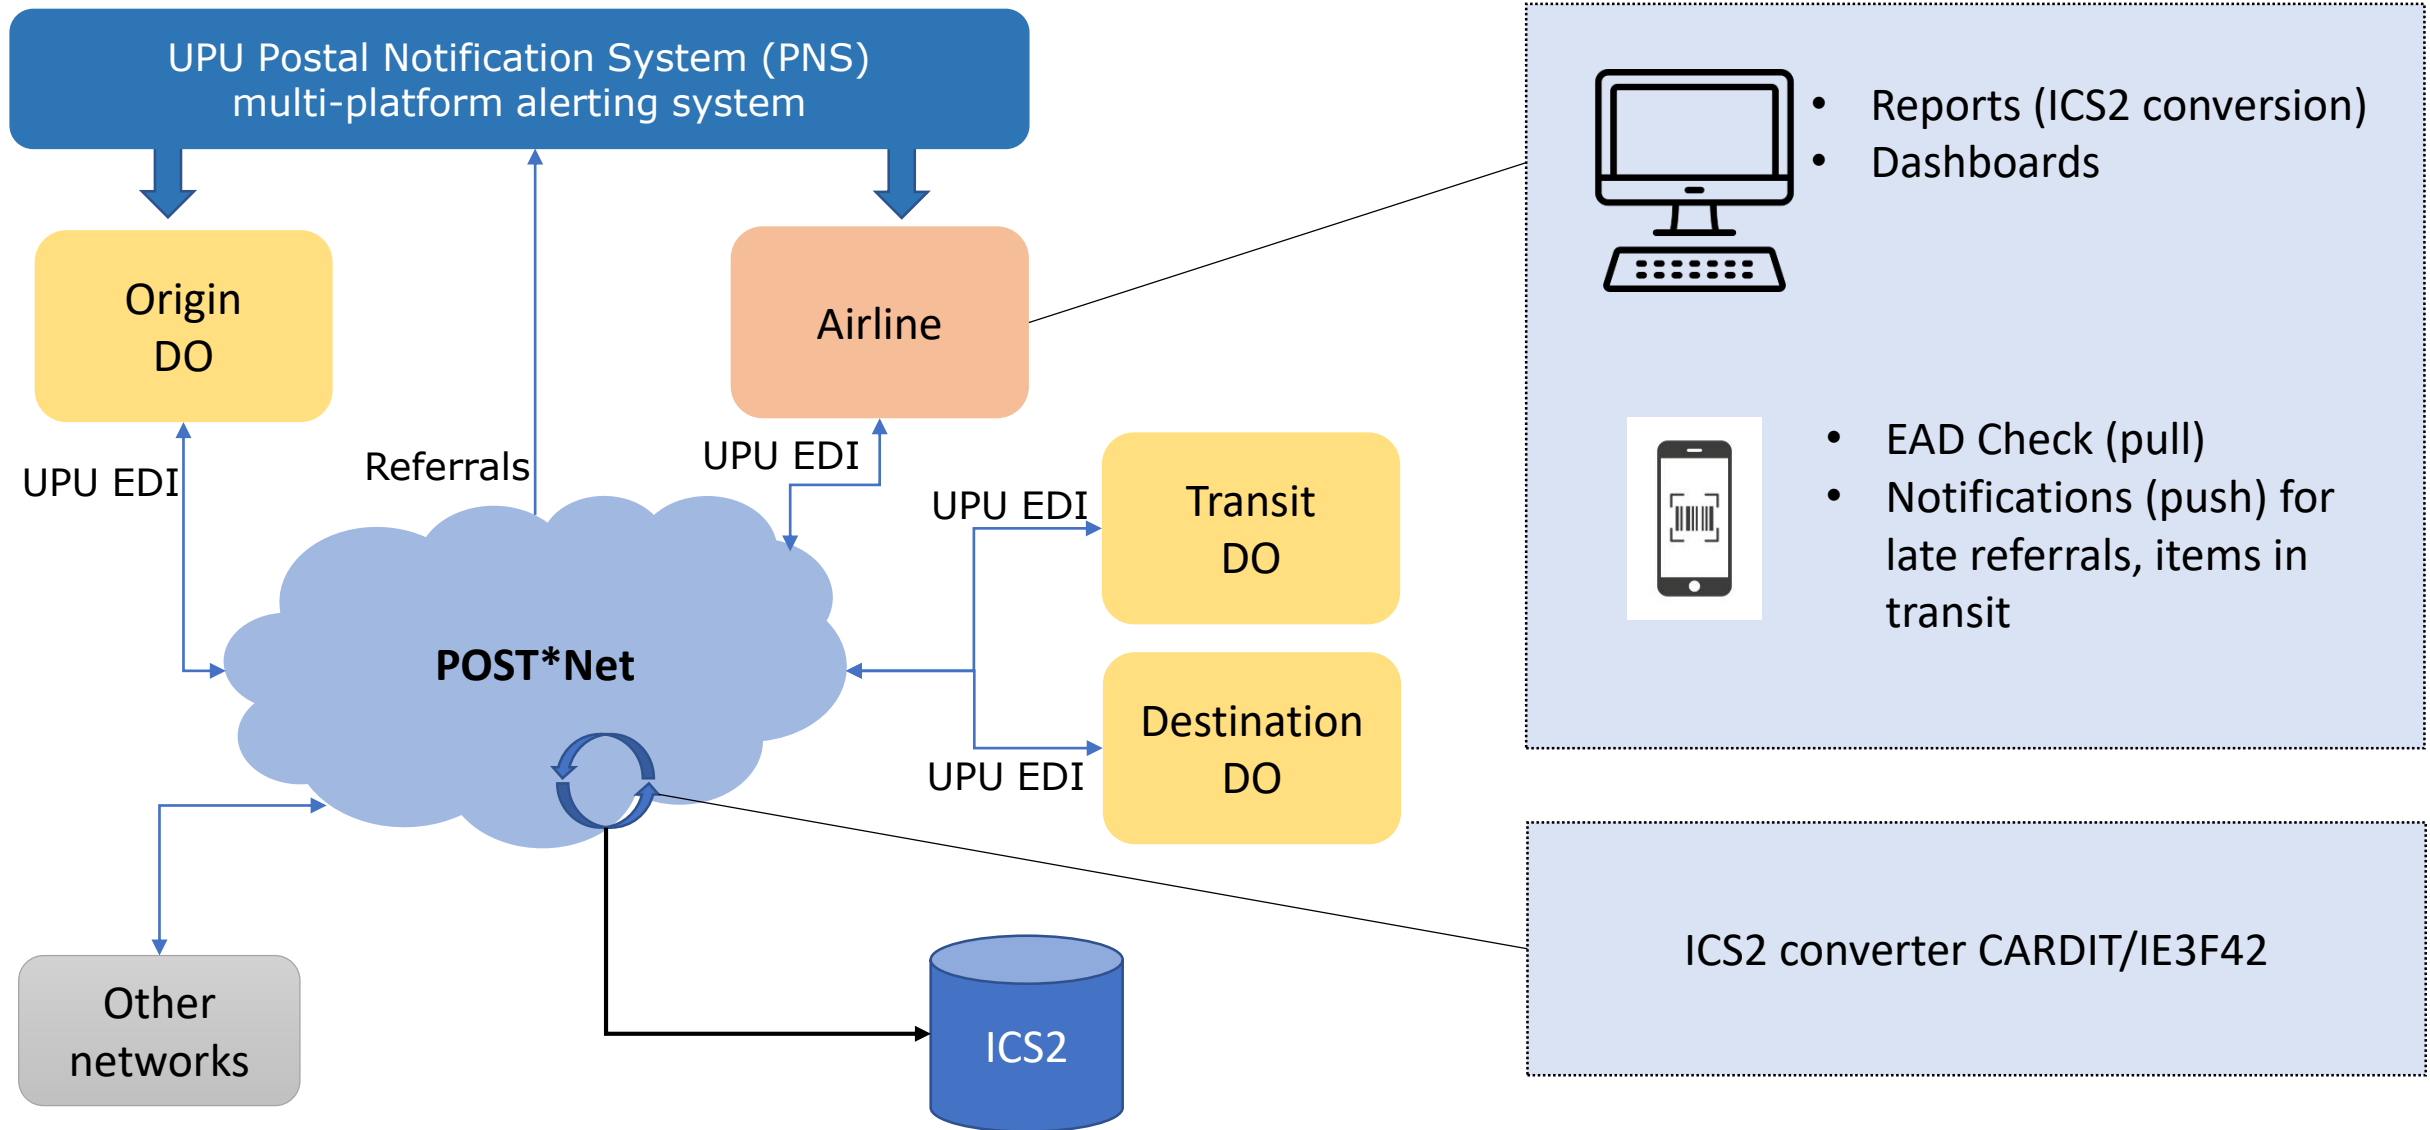 UPU Postal Notification System (PNS)
multi-platform alerting system
Origin
DO
Airline
UPU EDI
Referrals
UPU EDI
UPU EDI
Transit
DO
POST*Net
Destination
DO
UPU EDI
Other
networks
ICS2
• Reports (ICS2 conversion)
• Dashboards
• EAD Check (pull)
• Notifications (push) for
late referrals, items in
transit
ICS2 converter CARDIT/IE3F42